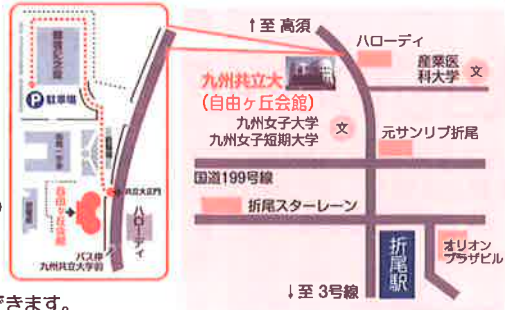 P 駐車場
自由ヶ丘会館
共立大正門
ハローディ
バス停
九州共立大学前
↑至 高須
ハローディ
産業医
科大学
文
九州共立大
(自由ヶ丘会館)
九州女子大学
九州女子短期大学
文
元サンリブ折尾
国道199号線
折尾スターレーン
折尾駅
オリオン
プラザビル
↓至 3号線
できます。